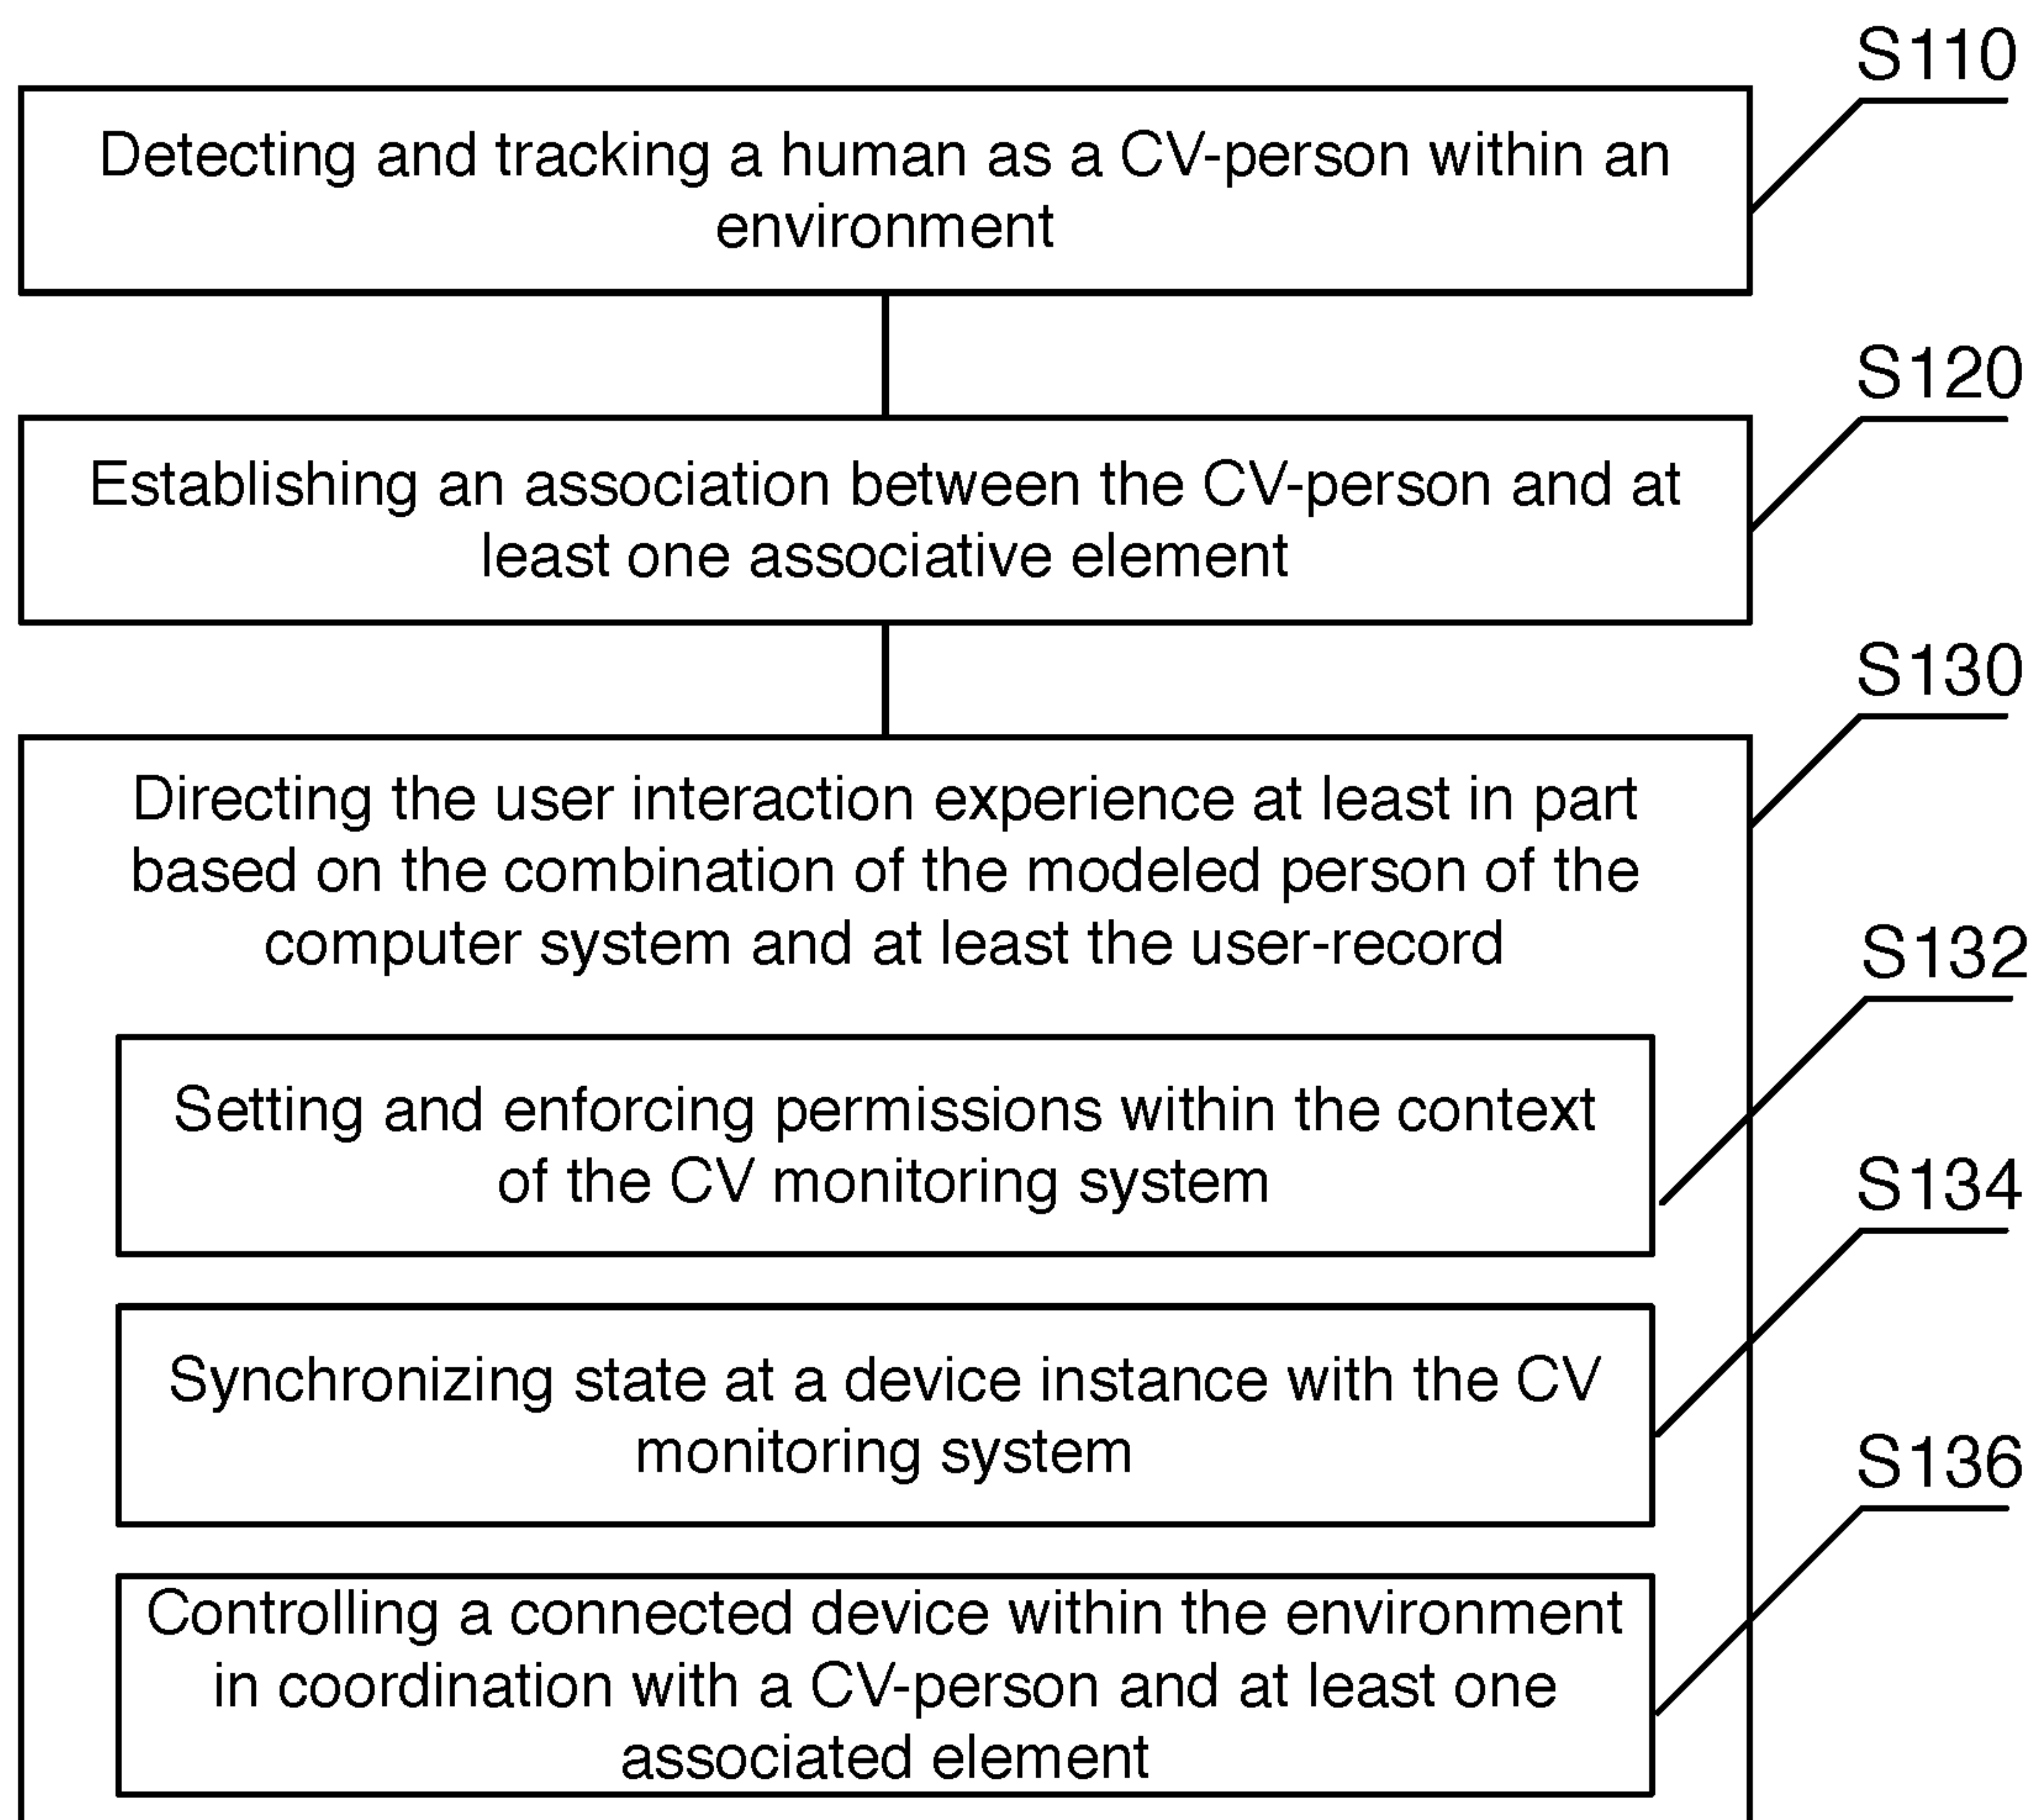 S110
Detecting and tracking a human as a CV-person within an
environment
S120
Establishing an association between the CV-person and at
least one associative element
S130
Directing the user interaction experience at least in part
based on the combination of the modeled person of the
computer system and at least the user-record
S132
Setting and enforcing permissions within the context
of the CV monitoring system
S134
Synchronizing state at a device instance with the CV
monitoring system
S136
Controlling a connected device within the environment
in coordination with a CV-person and at least one
associated element